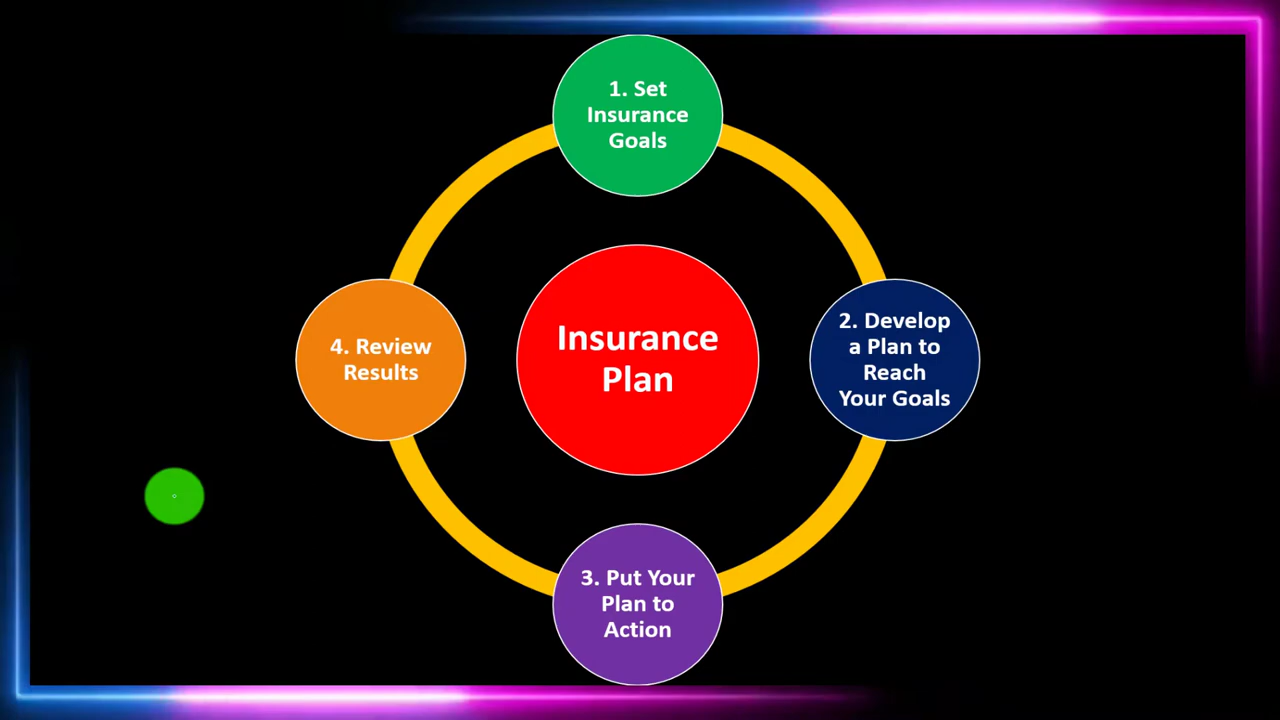 1. Set
Insurance
Goals
2. Develop
a Plan to
Reach
Your Goals
3. Put Your
Plan to
Action
4. Review
Results
Insurance
Plan